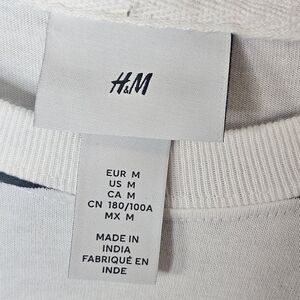 H&M
EUR M
US M
CA M
CN 180/100A
MX M
MADE IN
INDIA
FABRIQUÉ EN
INDE